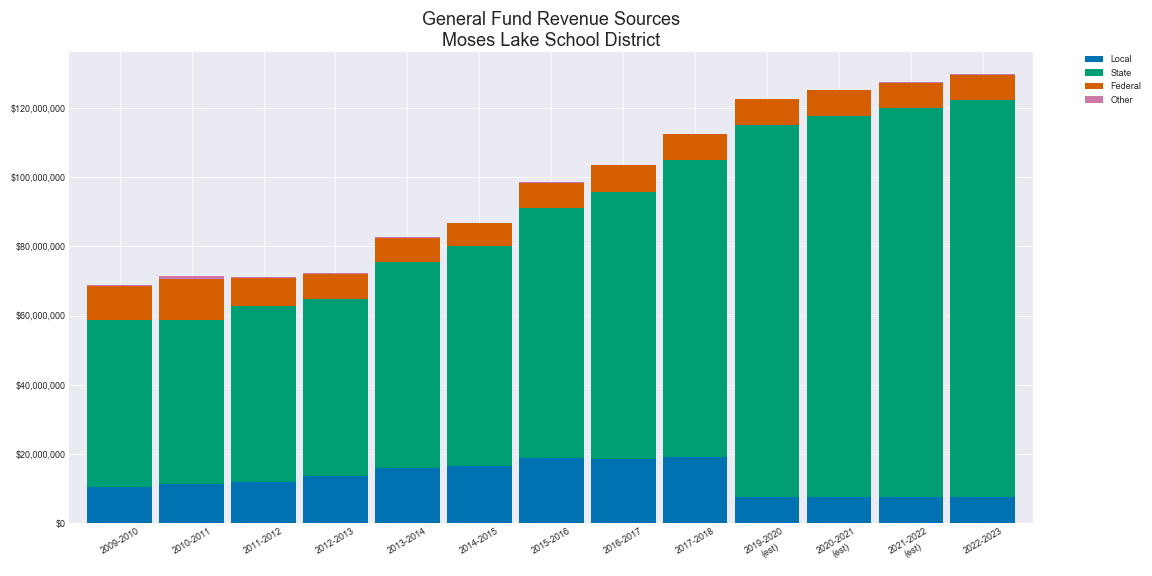 General Fund Revenue Sources
Moses Lake School District
Local
State
Federal
Other
$120,000,000
$100,000,000
$80,000,000
$60,000,000
$40,000,000
$20,000,000
$0
2009-2010
2010-2011
2011-2012
2012-2013
2013-2014
2014-2015
2015-2016
2016-2017
2017-2018
2019-2020
(est)
2020-2021
(est)
2021-2022
(est)
2022-2023